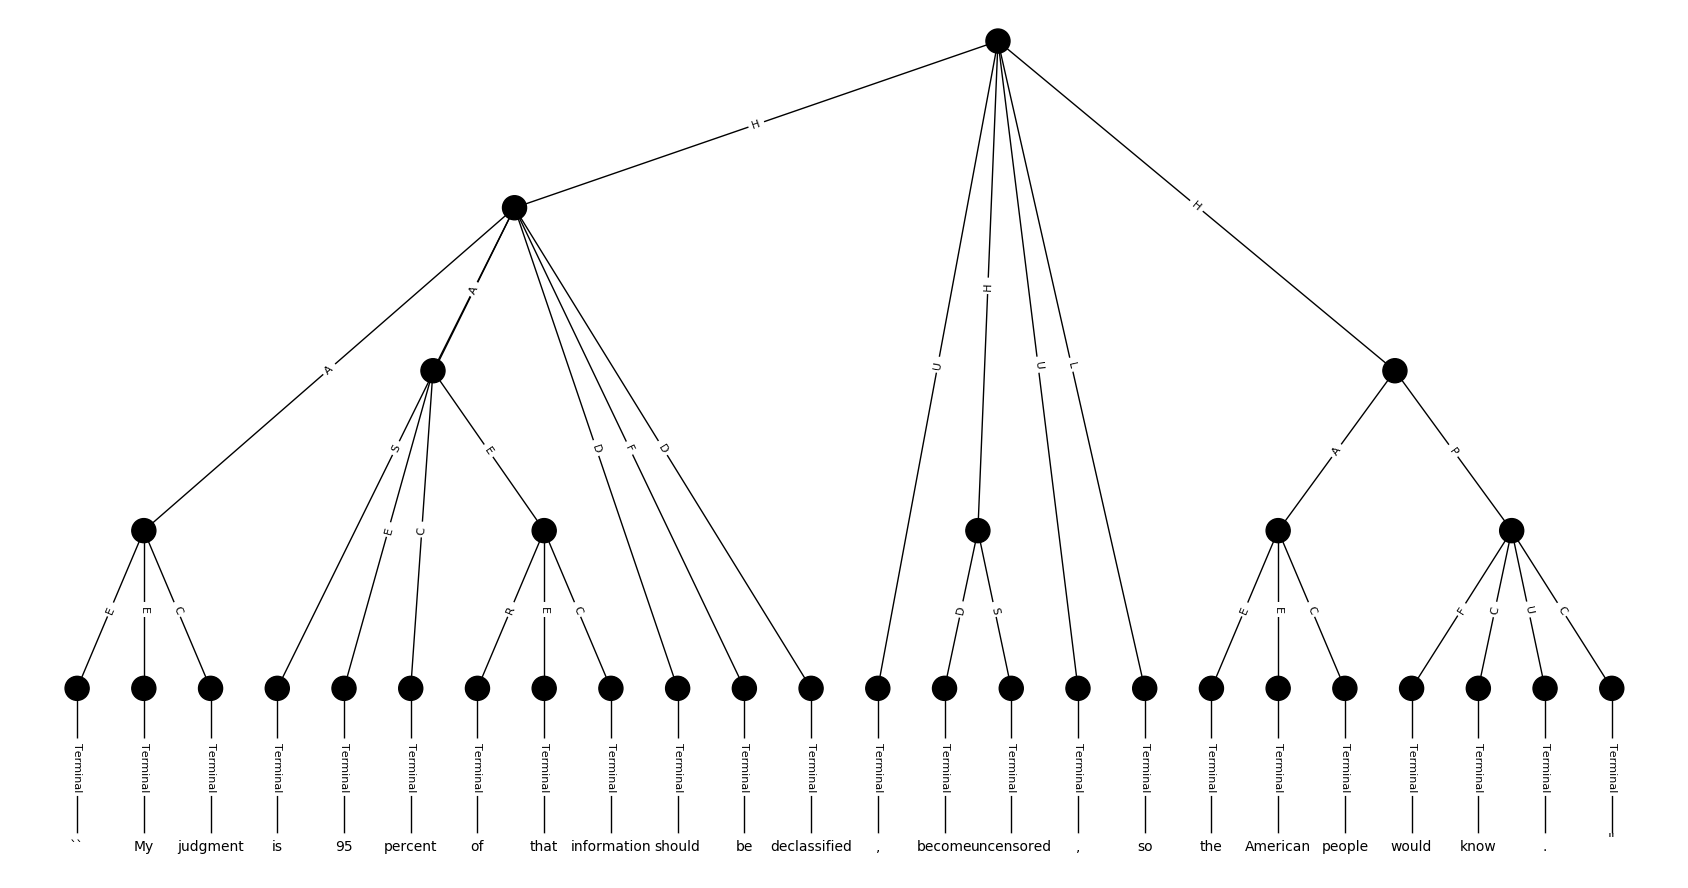 H
H
A
A
U
H
U
L
A
S
E
D
F
D
A
P
E
C
E
E
C
R
E
C
D
S
E
E
C
F
C
U
C
Terminal Terminal Terminal Terminal Terminal Terminal Terminal Terminal Terminal Terminal Terminal Terminal Terminal Terminal Terminal Terminal Terminal Terminal Terminal Terminal Terminal Terminal Terminal Terminal
`` My judgment is 95 percent of that information should be declassified , become uncensored , so the American people would know . "